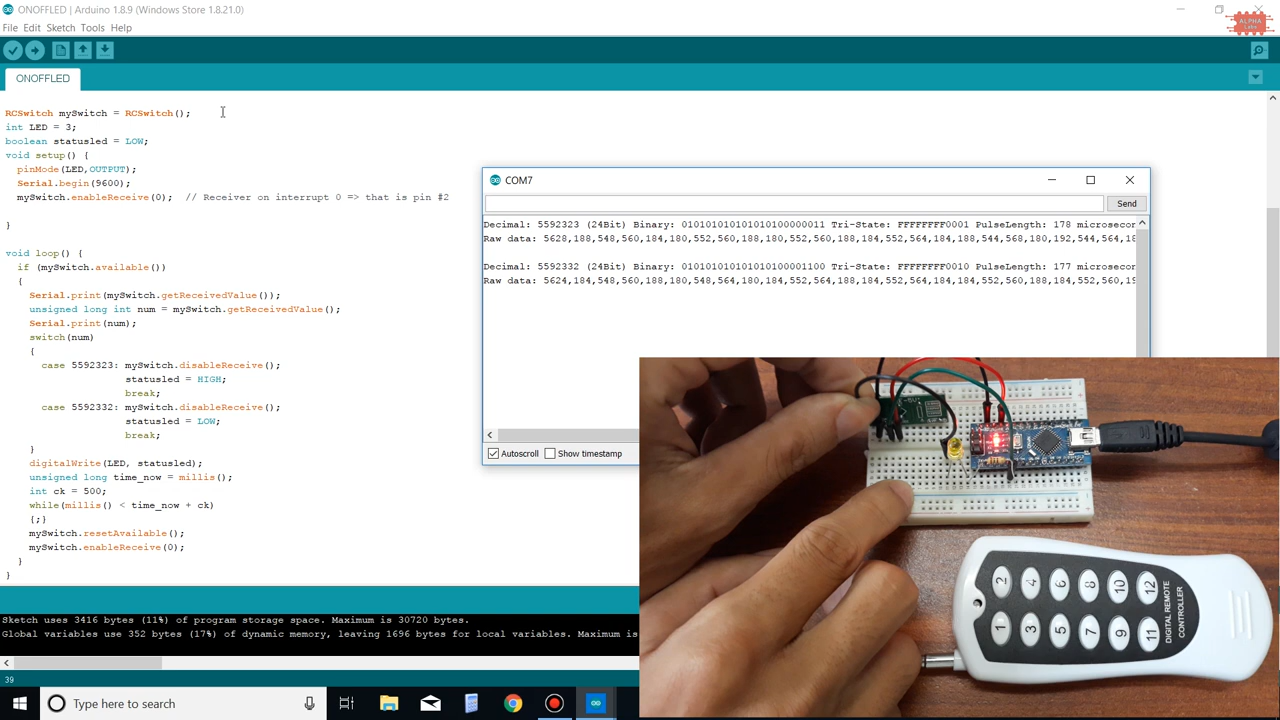 ONOFFLED | Arduino 1.8.9 (Windows Store 1.8.21.0)
ALPHA
Labs
File Edit Sketch Tools Help
ONOFFLED
RCSwitch mySwitch = RCSwitch();
int LED = 3;
boolean statusled = LOW;
void setup() {
pinMode(LED,OUTPUT);
Serial.begin(9600);
mySwitch.enableReceive(0);  // Receiver on interrupt 0 => that is pin #2
}
void loop() {
if (mySwitch.available())
{
Serial.print(mySwitch.getReceivedValue());
unsigned long int num = mySwitch.getReceivedValue();
Serial.print(num);
switch(num)
{
case 5592323: mySwitch.disableReceive();
statusled = HIGH;
break;
case 5592332: mySwitch.disableReceive();
statusled = LOW;
break;
}
digitalWrite(LED, statusled);
unsigned long time_now = millis();
int ck = 500;
while(millis() < time_now + ck)
{;}
mySwitch.resetAvailable();
mySwitch.enableReceive(0);
}
}
COM7
Send
Decimal: 5592323 (24Bit) Binary: 010101010101010100000011 Tri-State: FFFFFFFF0001 PulseLength: 178 microsecon
Raw data: 5628,188,548,560,184,180,552,560,188,180,552,560,188,184,552,564,184,188,544,568,180,192,544,564,18
Decimal: 5592332 (24Bit) Binary: 010101010101010100001100 Tri-State: FFFFFFFF0010 PulseLength: 177 microsecon
Raw data: 5624,184,548,560,188,180,548,564,180,184,552,564,184,188,552,564,184,184,552,560,188,184,552,560,19
Autoscroll Show timestamp
Sketch uses 3416 bytes (11%) of program storage space. Maximum is 30720 bytes.
Global variables use 352 bytes (17%) of dynamic memory, leaving 1696 bytes for local variables. Maximum is
39
Type here to search
2 4 6 8 10 12
1 3 5 7 9 11
DIGITAL REMOTE
CONTROLLER